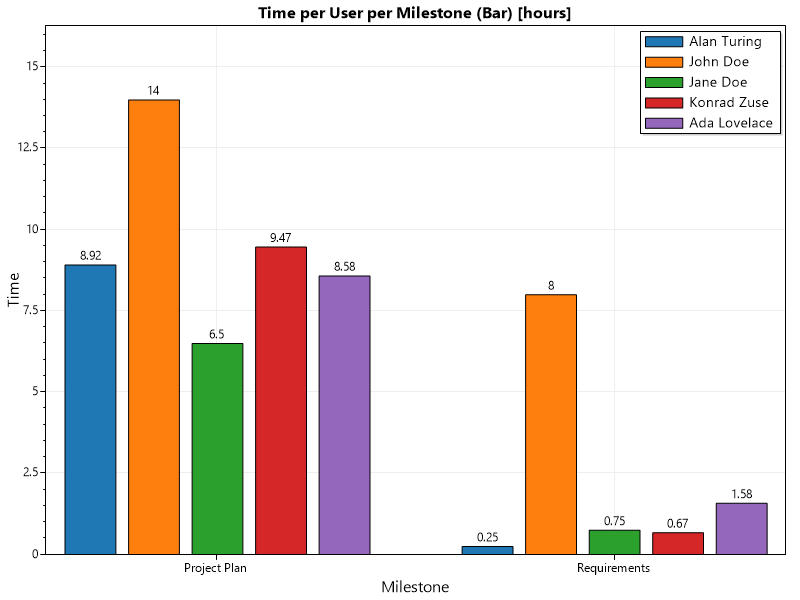 Time per User per Milestone (Bar) [hours]
Alan Turing
John Doe
Jane Doe
Konrad Zuse
Ada Lovelace
Time
15
12.5
10
7.5
5
2.5
0
8.92
14
6.5
9.47
8.58
0.25
8
0.75
0.67
1.58
Project Plan
Requirements
Milestone